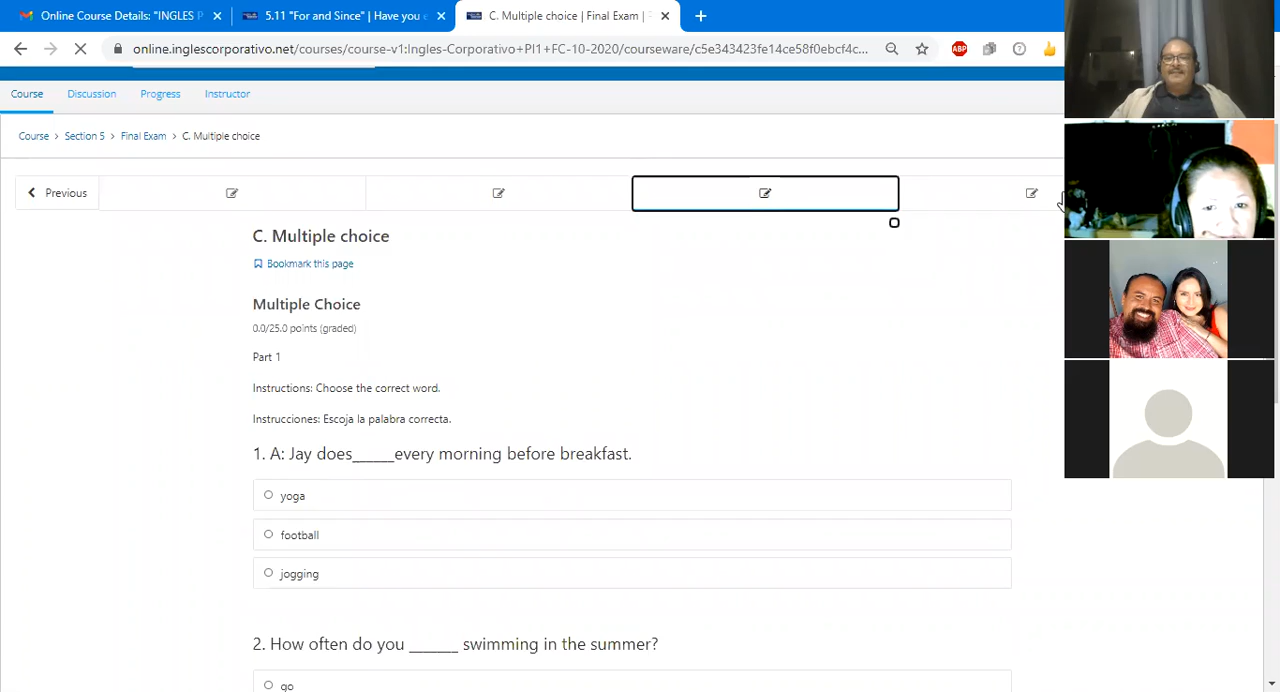 Online Course Details: "INGLES P
5.11 "For and Since" | Have you e
C. Multiple choice | Final Exam |
online.inglescorporativo.net/courses/course-v1:Ingles-Corporativo+PI1+FC-10-2020/courseware/c5e343423fe14ce58f0ebcf4c...
ABP
Course Discussion Progress Instructor
Course > Section 5 > Final Exam > C. Multiple choice
Previous
C. Multiple choice
Bookmark this page
Multiple Choice
0.0/25.0 points (graded)
Part 1
Instructions: Choose the correct word.
Instrucciones: Escoja la palabra correcta.
1. A: Jay does______every morning before breakfast.
yoga
football
jogging
2. How often do you _______ swimming in the summer?
go